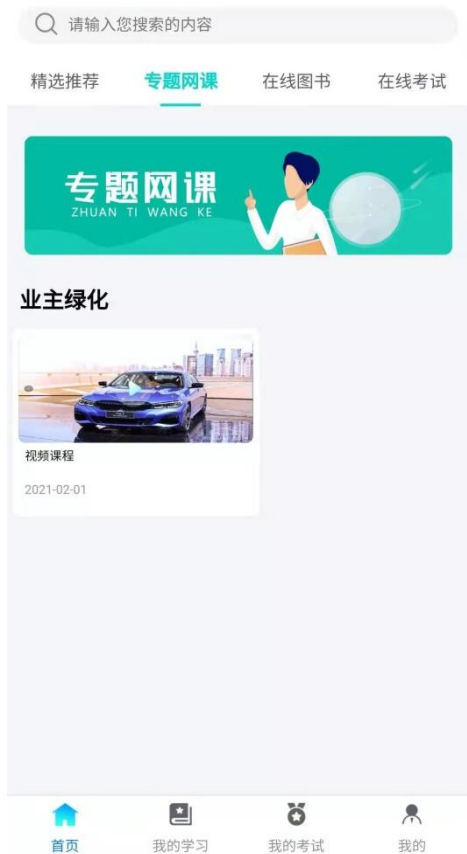 请输入您搜索的内容
精选推荐 专题网课 在线图书 在线考试
专题网课
ZHUAN TI WANG KE
业主绿化
视频课程
2021-02-01
首页 我的学习 我的考试 我的